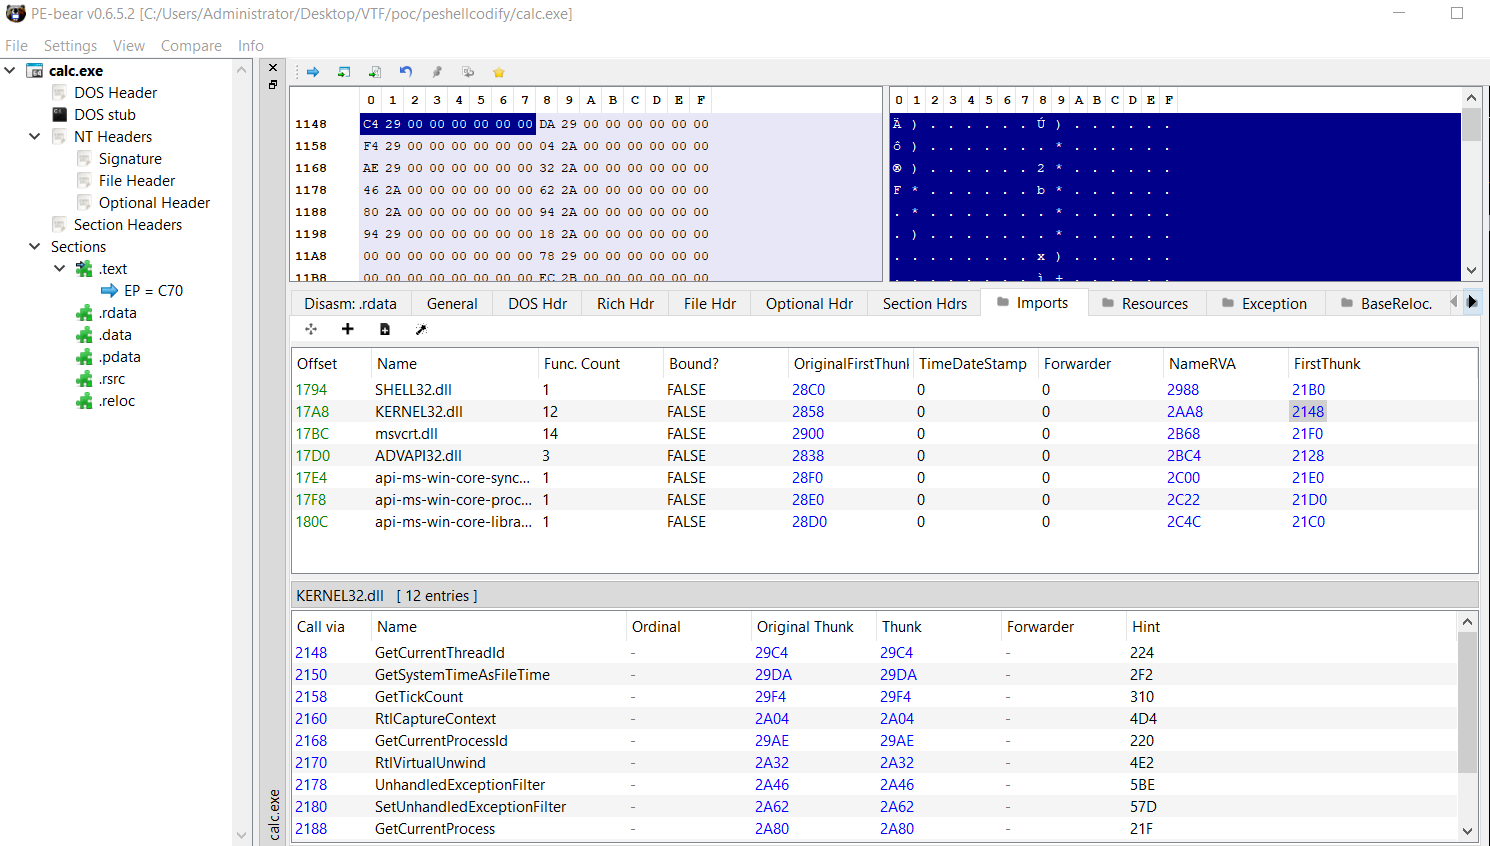 PE-bear v0.6.5.2 [C:/Users/Administrator/Desktop/VTF/poc/peshellcodify/calc.exe]
File Settings View Compare Info
calc.exe
DOS Header
DOS stub
NT Headers
Signature
File Header
Optional Header
Section Headers
Sections
.text
EP = C70
.rdata
.data
.pdata
.rsrc
.reloc
calc.exe
0 1 2 3 4 5 6 7 8 9 A B C D E F
1148 C4 29 00 00 00 00 00 00 DA 29 00 00 00 00 00 00
1158 F4 29 00 00 00 00 00 00 04 2A 00 00 00 00 00 00
1168 AE 29 00 00 00 00 00 00 32 2A 00 00 00 00 00 00
1178 46 2A 00 00 00 00 00 00 62 2A 00 00 00 00 00 00
1188 80 2A 00 00 00 00 00 00 94 2A 00 00 00 00 00 00
1198 94 29 00 00 00 00 00 00 18 2A 00 00 00 00 00 00
11A8 00 00 00 00 00 00 00 00 78 29 00 00 00 00 00 00
11B8 00 00 00 00 00 00 00 00 EC 2B 00 00 00 00 00 00
0 1 2 3 4 5 6 7 8 9 A B C D E F
Ä ) . . . . . . Ú ) . . . . . .
ô ) . . . . . . . * . . . . . .
® ) . . . . . . 2 * . . . . . .
F * . . . . . . b * . . . . . .
. * . . . . . . . * . . . . . .
. ) . . . . . . . * . . . . . .
. . . . . . . . x ) . . . . . .
. . . . . . . . ì + . . . . . .
Disasm: .rdata General DOS Hdr Rich Hdr File Hdr Optional Hdr Section Hdrs Imports Resources Exception BaseReloc.
Offset Name Func. Count Bound? OriginalFirstThunk TimeDateStamp Forwarder NameRVA FirstThunk
1794 SHELL32.dll 1 FALSE 28C0 0 0 2988 21B0
17A8 KERNEL32.dll 12 FALSE 2858 0 0 2AA8 2148
17BC msvcrt.dll 14 FALSE 2900 0 0 2B68 21F0
17D0 ADVAPI32.dll 3 FALSE 2838 0 0 2BC4 2128
17E4 api-ms-win-core-sync... 1 FALSE 28F0 0 0 2C00 21E0
17F8 api-ms-win-core-proc... 1 FALSE 28E0 0 0 2C22 21D0
180C api-ms-win-core-libra... 1 FALSE 28D0 0 0 2C4C 21C0
KERNEL32.dll [ 12 entries ]
Call via Name Ordinal Original Thunk Thunk Forwarder Hint
2148 GetCurrentThreadId - 29C4 29C4 - 224
2150 GetSystemTimeAsFileTime - 29DA 29DA - 2F2
2158 GetTickCount - 29F4 29F4 - 310
2160 RtlCaptureContext - 2A04 2A04 - 4D4
2168 GetCurrentProcessId - 29AE 29AE - 220
2170 RtlVirtualUnwind - 2A32 2A32 - 4E2
2178 UnhandledExceptionFilter - 2A46 2A46 - 5BE
2180 SetUnhandledExceptionFilter - 2A62 2A62 - 57D
2188 GetCurrentProcess - 2A80 2A80 - 21F